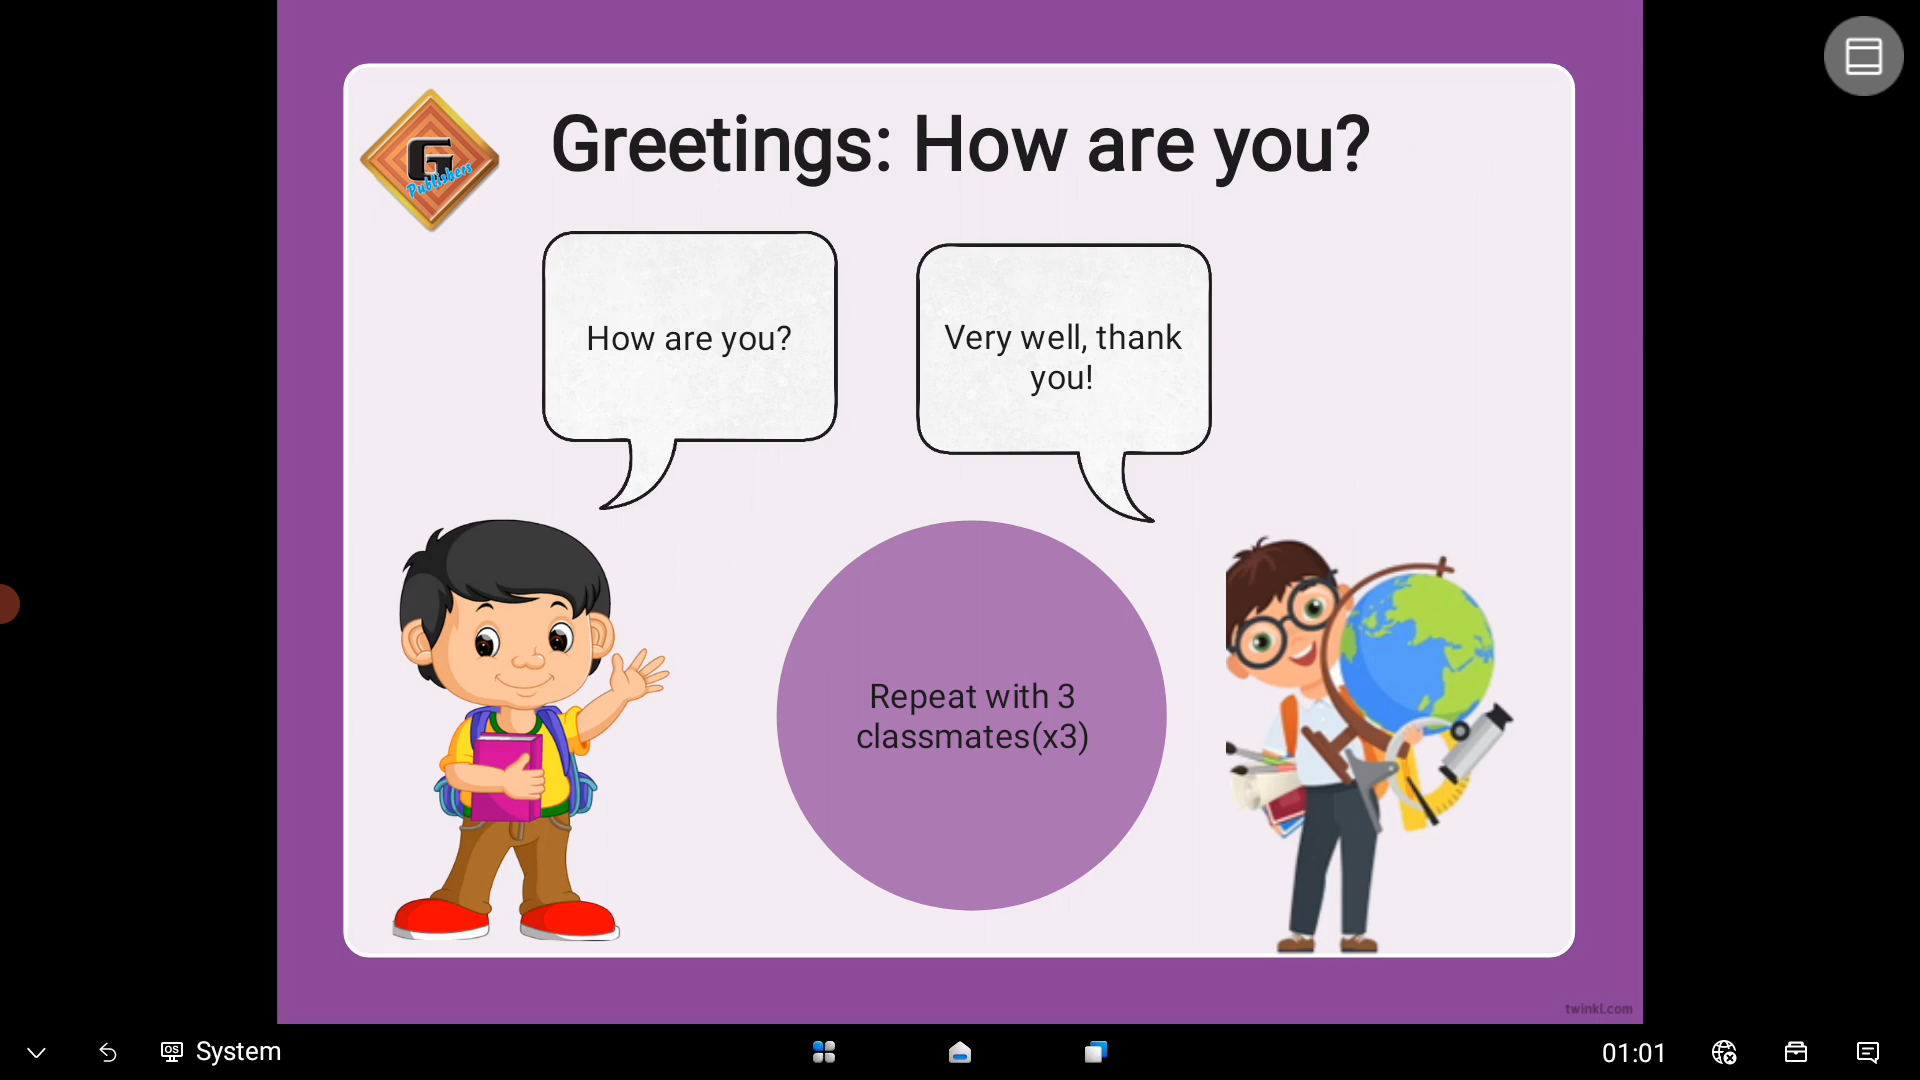 G
Publishers
Greetings: How are you?
How are you?
Very well, thank
you!
Repeat with 3
classmates(x3)
twinkl.com
OS
System
01:01